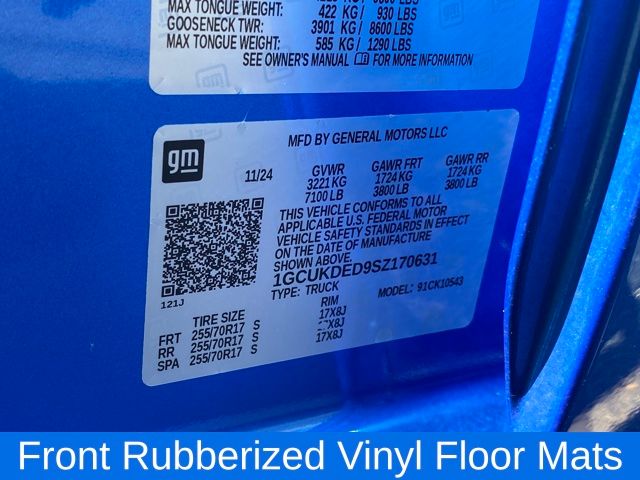 MAX TONGUE WEIGHT: 422 KG / 930 LBS
GOOSENECK TWR: 3901 KG / 8600 LBS
MAX TONGUE WEIGHT: 585 KG / 1290 LBS
SEE OWNER'S MANUAL FOR MORE INFORMATION
MFD BY GENERAL MOTORS LLC
gm
11/24 GVWR GAWR FRT GAWR RR
3221 KG 1724 KG 1724 KG
7100 LB 3800 LB 3800 LB
THIS VEHICLE CONFORMS TO ALL
APPLICABLE U.S. FEDERAL MOTOR
VEHICLE SAFETY STANDARDS IN EFFECT
ON THE DATE OF MANUFACTURE
SHOWN ABOVE.
1GCUKDED9SZ170631
TYPE: TRUCK MODEL: 91CK10543
121J
TIRE SIZE RIM
FRT 255/70R17 S 17X8J
RR 255/70R17 S
SPA 255/70R17 S 17X8J
Front Rubberized Vinyl Floor Mats